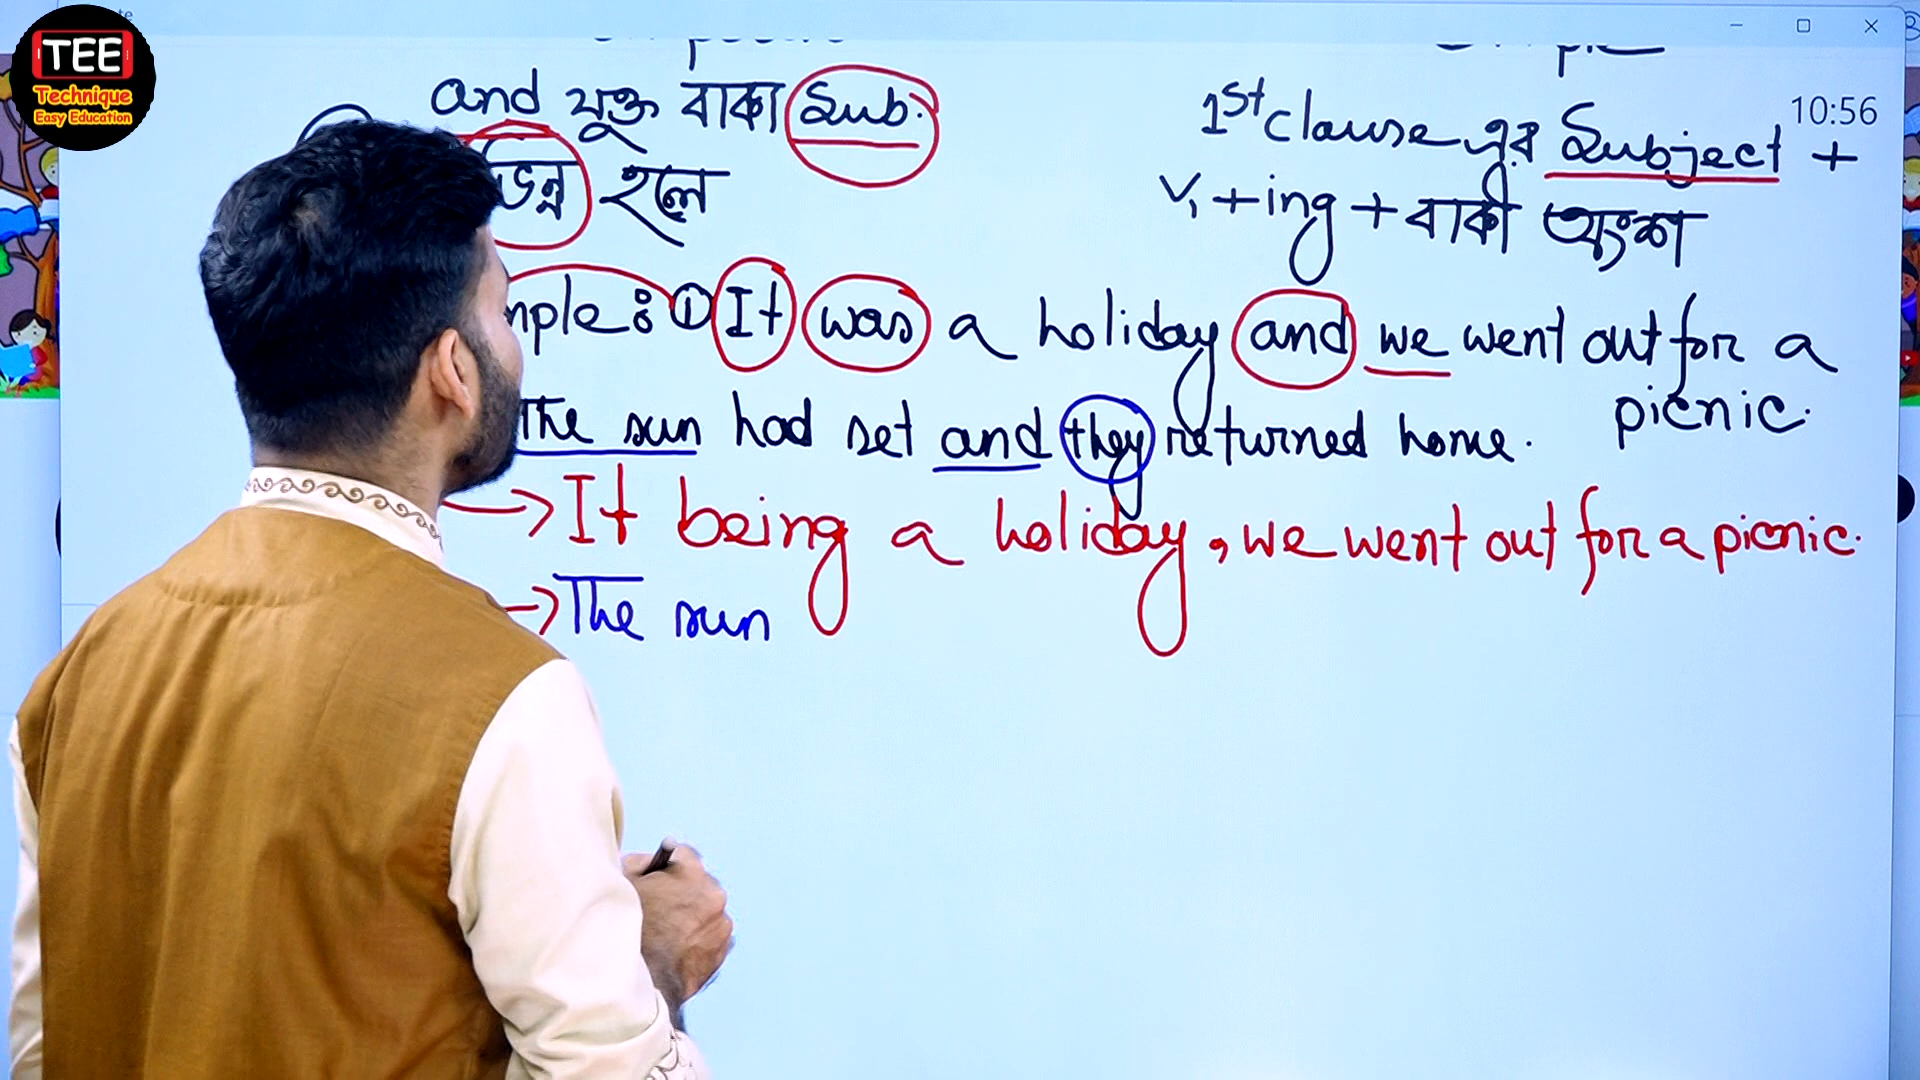 TEE
Technique
Easy Education
10:56
and যুক্ত বাক্য Sub.
ভিন্ন হলে
1st clause এর Subject +
V₁ + ing + বাকী অংশ
mple : ① It was a holiday and we went out for a
picnic.
The sun had set and they returned home.
→ It being a holiday, we went out for a picnic.
→ The sun